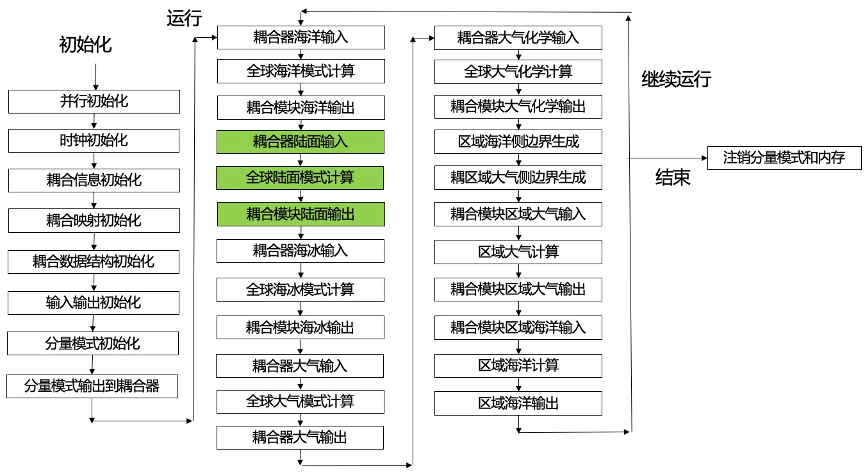 初始化
并行初始化
时钟初始化
耦合信息初始化
耦合映射初始化
耦合数据结构初始化
输入输出初始化
分量模式初始化
分量模式输出到耦合器
运行
耦合器海洋输入
全球海洋模式计算
耦合模块海洋输出
耦合器陆面输入
全球陆面模式计算
耦合模块陆面输出
耦合器海冰输入
全球海冰模式计算
耦合模块海冰输出
耦合器大气输入
全球大气模式计算
耦合器大气输出
耦合器大气化学输入
全球大气化学计算
耦合模块大气化学输出
区域海洋侧边界生成
耦区域大气侧边界生成
耦合模块区域大气输入
区域大气计算
耦合模块区域大气输出
耦合模块区域海洋输入
区域海洋计算
区域海洋输出
继续运行
结束
注销分量模式和内存